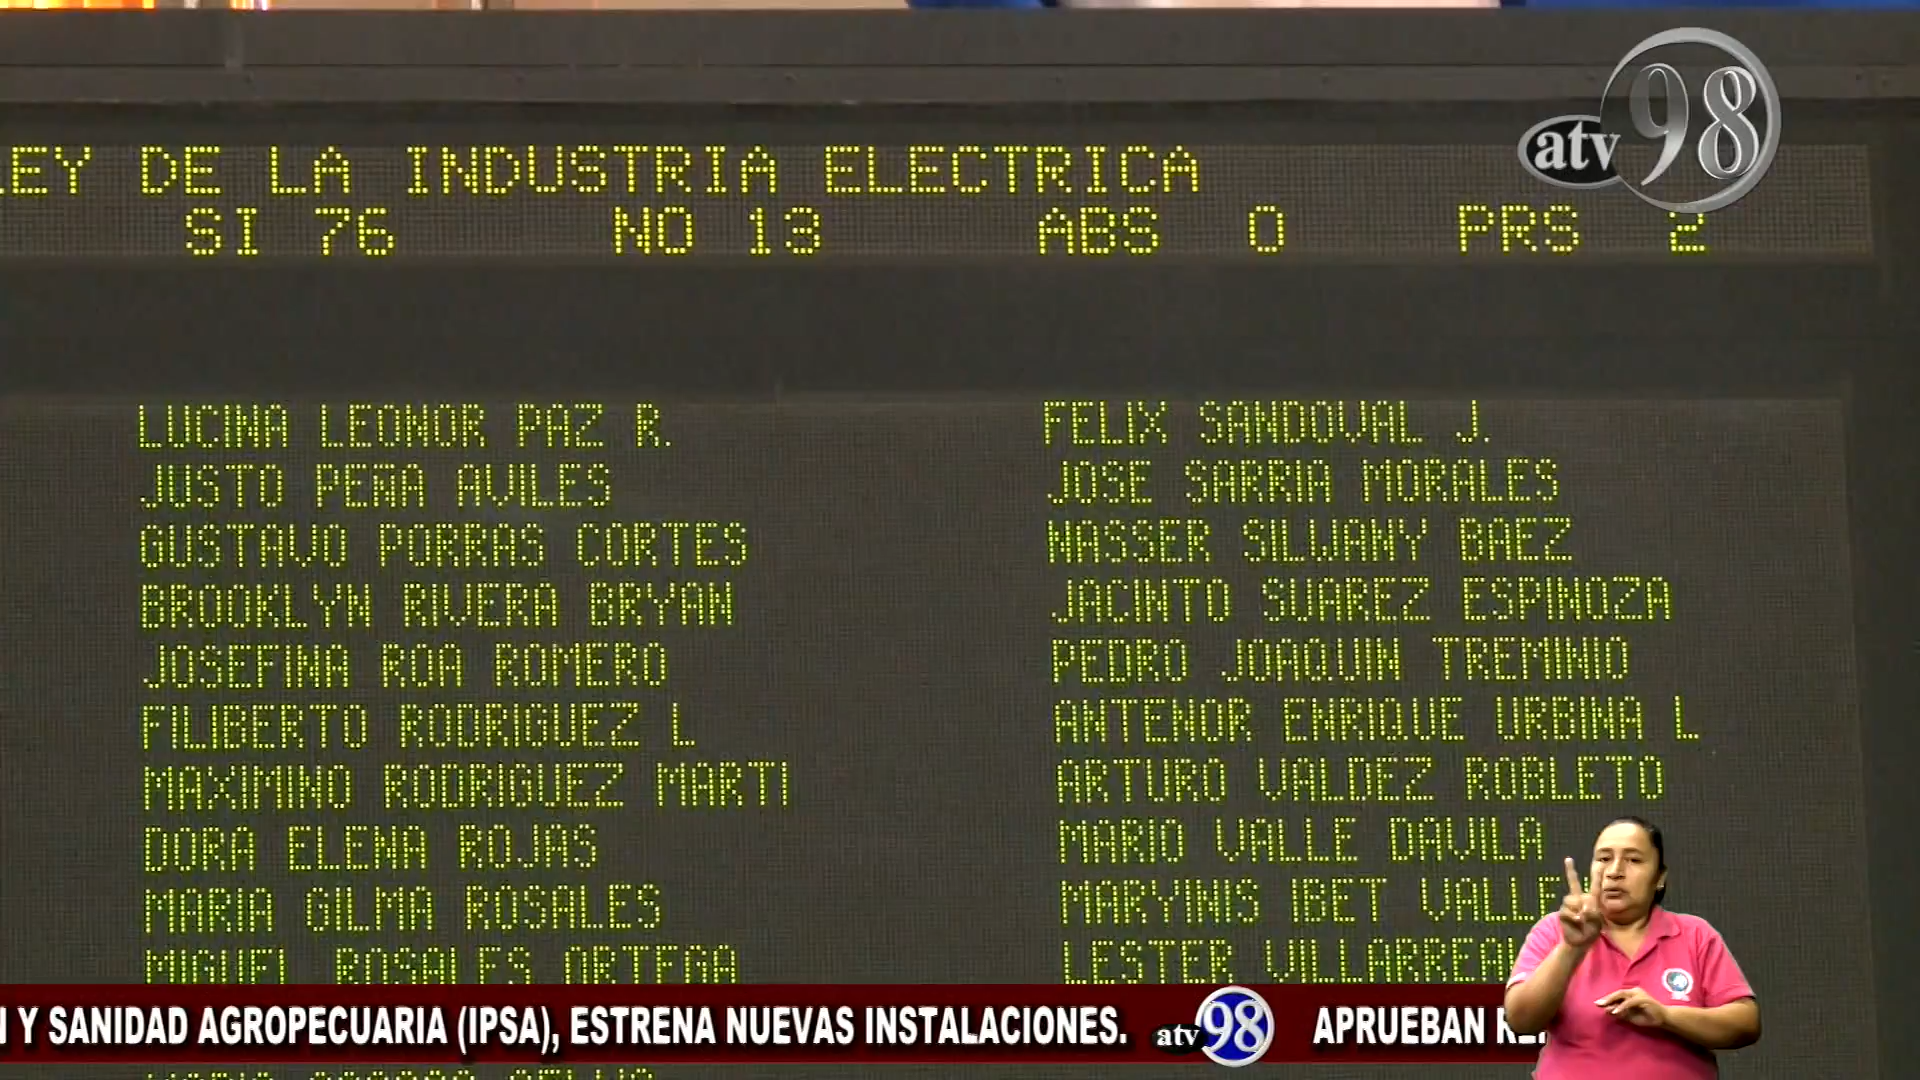 LEY DE LA INDUSTRIA ELECTRICA
SI 76 NO 13 ABS 0 PRS 2
atv 98
LUCINA LEONOR PAZ R.
JUSTO PEÑA AVILES
GUSTAVO PORRAS CORTES
BROOKLYN RIVERA BRYAN
JOSEFINA ROA ROMERO
FILIBERTO RODRIGUEZ L
MAXIMINO RODRIGUEZ MARTI
DORA ELENA ROJAS
MARIA GILMA ROSALES
MIGUEL ROSALES ORTEGA
FELIX SANDOVAL J.
JOSE SARRIA MORALES
NASSER SILWANY BAEZ
JACINTO SUAREZ ESPINOZA
PEDRO JOAQUIN TREMINIO
ANTENOR ENRIQUE URBINA L
ARTURO VALDEZ ROBLETO
MARIO VALLE DAVILA
MARYINIS IBET VALLE
LESTER VILLARREAL
N Y SANIDAD AGROPECUARIA (IPSA), ESTRENA NUEVAS INSTALACIONES. atv 98 APRUEBAN